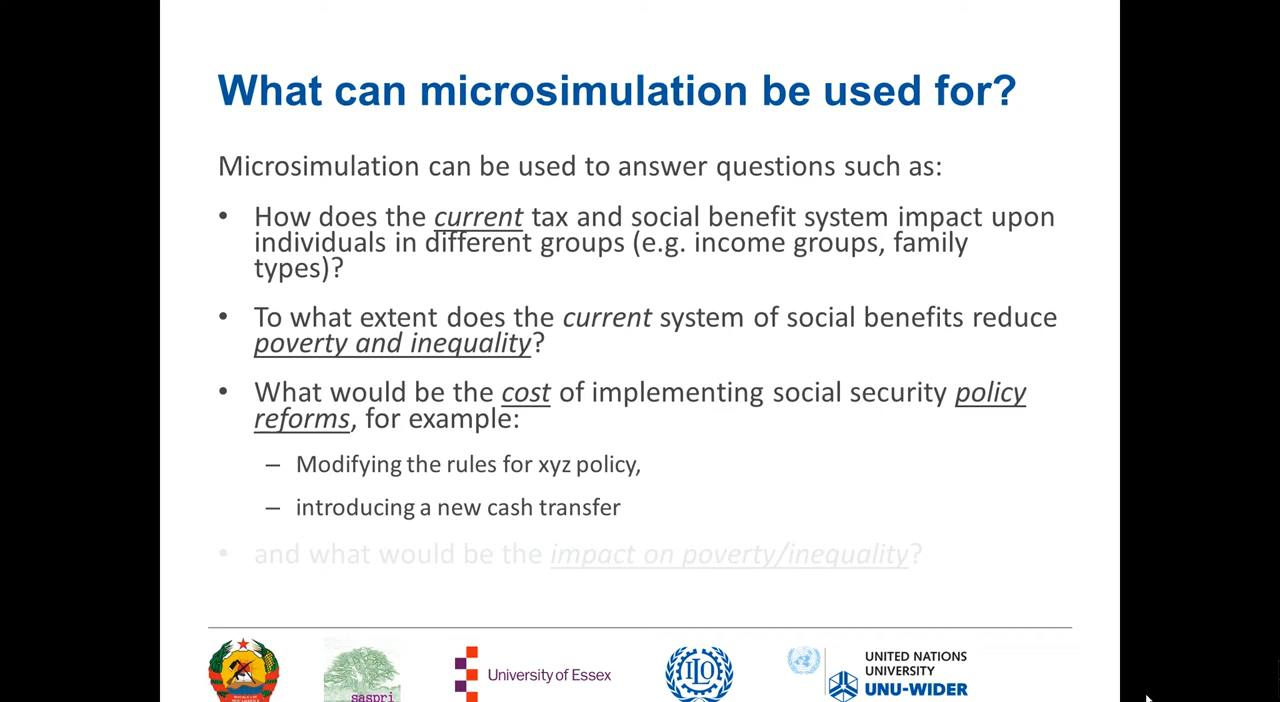 What can microsimulation be used for?
Microsimulation can be used to answer questions such as:
• How does the current tax and social benefit system impact upon
individuals in different groups (e.g. income groups, family
types)?
• To what extent does the current system of social benefits reduce
poverty and inequality?
• What would be the cost of implementing social security policy
reforms, for example:
– Modifying the rules for xyz policy,
– introducing a new cash transfer
• and what would be the impact on poverty/inequality?
saspri
University of Essex
ILO
UNITED NATIONS
UNIVERSITY
UNU-WIDER